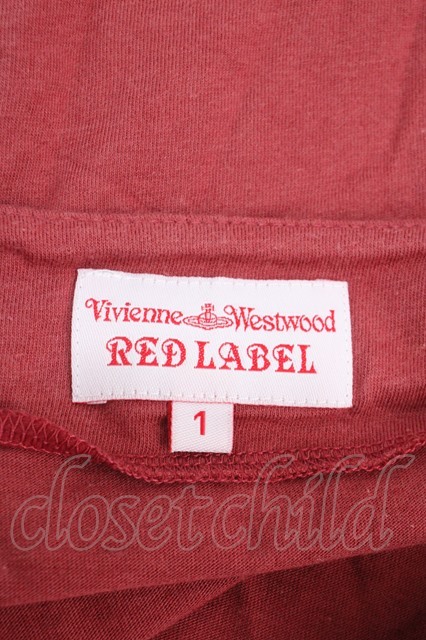 Vivienne Westwood
RED LABEL
1
closetchild